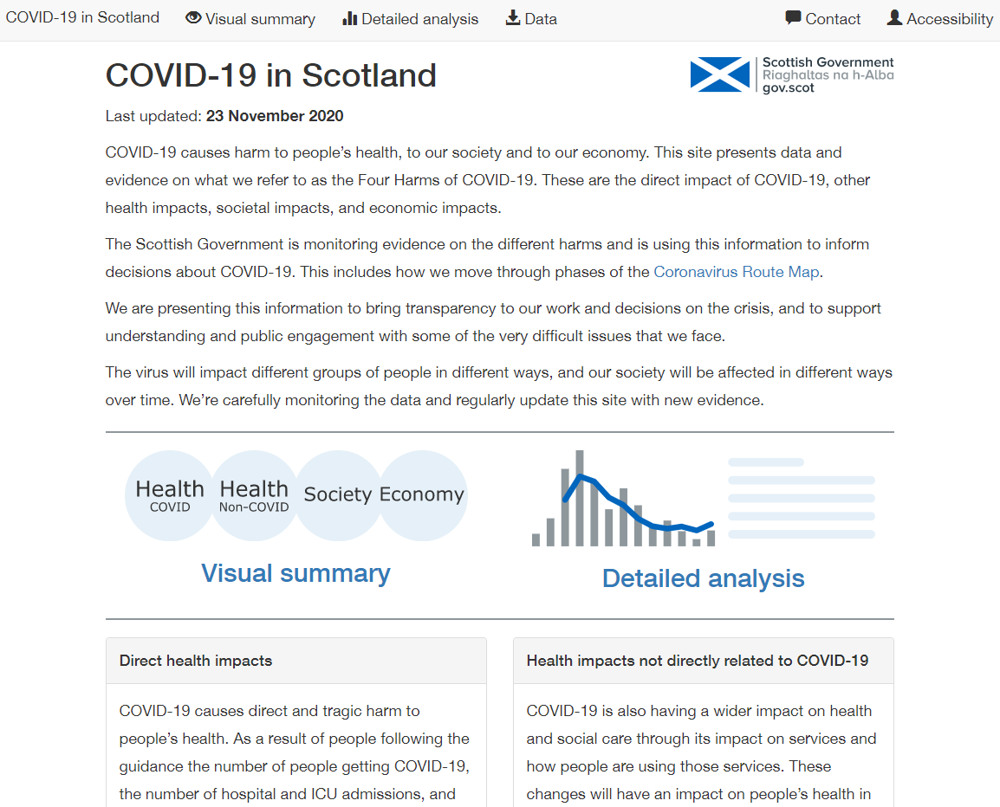 COVID-19 in Scotland
Visual summary
Detailed analysis
Data
Contact
Accessibility
COVID-19 in Scotland
Scottish Government
Riaghaltas na h-Alba
gov.scot
Last updated: 23 November 2020
COVID-19 causes harm to people’s health, to our society and to our economy. This site presents data and
evidence on what we refer to as the Four Harms of COVID-19. These are the direct impact of COVID-19, other
health impacts, societal impacts, and economic impacts.
The Scottish Government is monitoring evidence on the different harms and is using this information to inform
decisions about COVID-19. This includes how we move through phases of the Coronavirus Route Map.
We are presenting this information to bring transparency to our work and decisions on the crisis, and to support
understanding and public engagement with some of the very difficult issues that we face.
The virus will impact different groups of people in different ways, and our society will be affected in different ways
over time. We’re carefully monitoring the data and regularly update this site with new evidence.
Health
COVID
Health
Non-COVID
Society
Economy
Visual summary
Detailed analysis
Direct health impacts
COVID-19 causes direct and tragic harm to
people’s health. As a result of people following the
guidance the number of people getting COVID-19,
the number of hospital and ICU admissions, and
Health impacts not directly related to COVID-19
COVID-19 is also having a wider impact on health
and social care through its impact on services and
how people are using those services. These
changes will have an impact on people’s health in